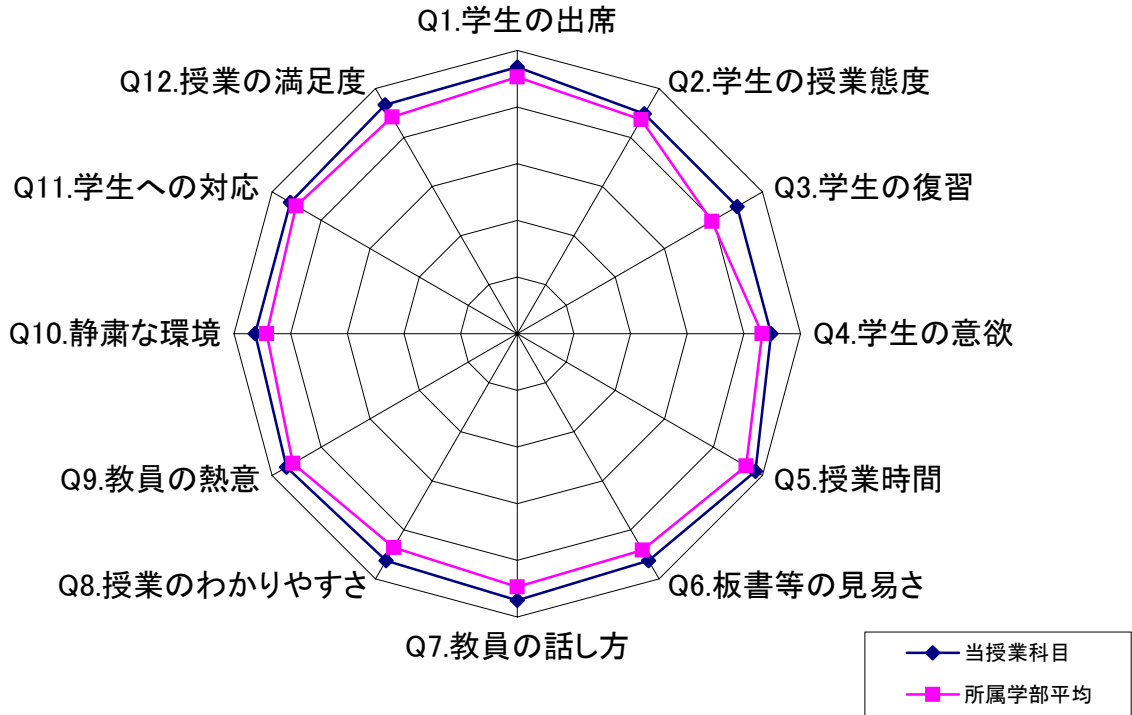 Q1.学生の出席
Q2.学生の授業態度
Q3.学生の復習
Q4.学生の意欲
Q5.授業時間
Q6.板書等の見易さ
Q7.教員の話し方
Q8.授業のわかりやすさ
Q9.教員の熱意
Q10.静粛な環境
Q11.学生への対応
Q12.授業の満足度
当授業科目
所属学部平均